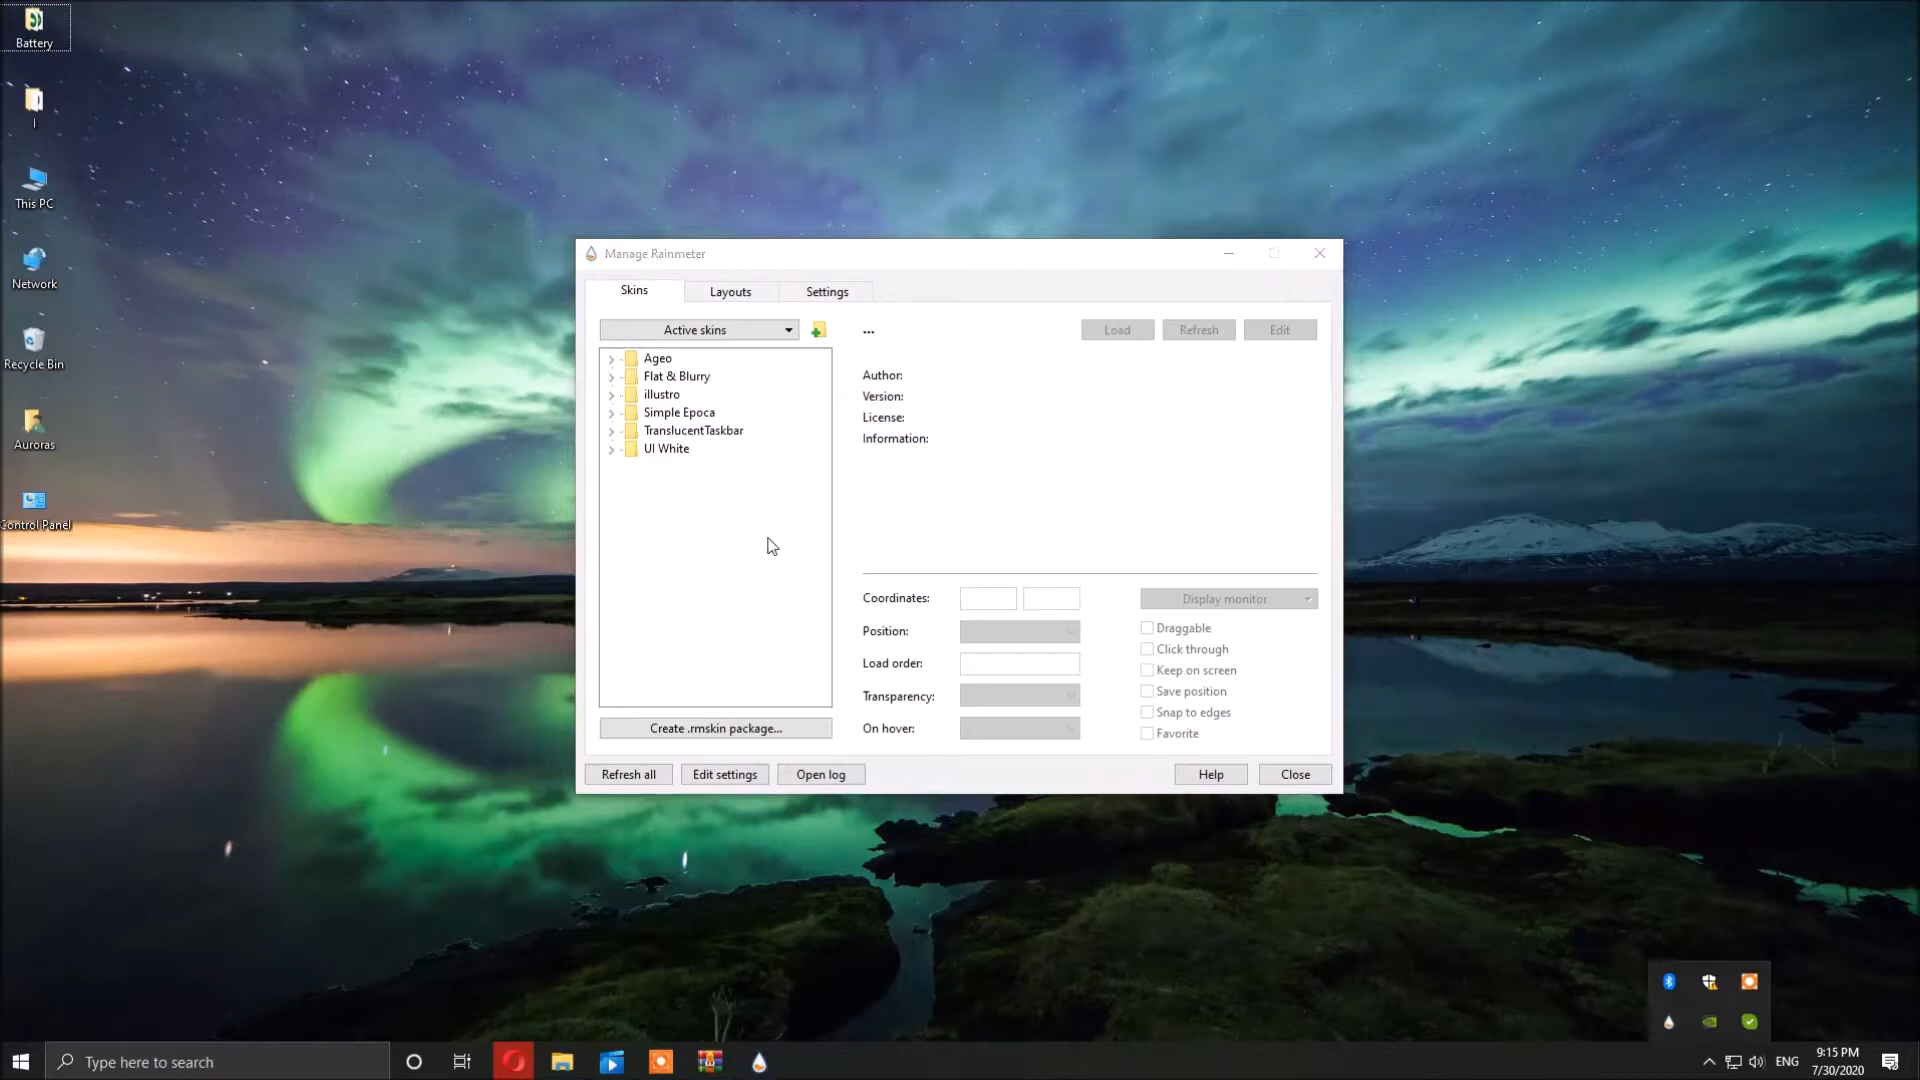 Battery
This PC
Network
Recycle Bin
Auroras
Control Panel
Manage Rainmeter
Skins
Layouts
Settings
Active skins
...
Load
Refresh
Edit
Ageo
Flat & Blurry
illustro
Simple Epoca
TranslucentTaskbar
UI White
Author:
Version:
License:
Information:
Coordinates:
Display monitor
Position:
Draggable
Click through
Load order:
Keep on screen
Transparency:
Save position
Snap to edges
On hover:
Favorite
Create .rmskin package...
Refresh all
Edit settings
Open log
Help
Close
Type here to search
ENG
9:15 PM
7/30/2020